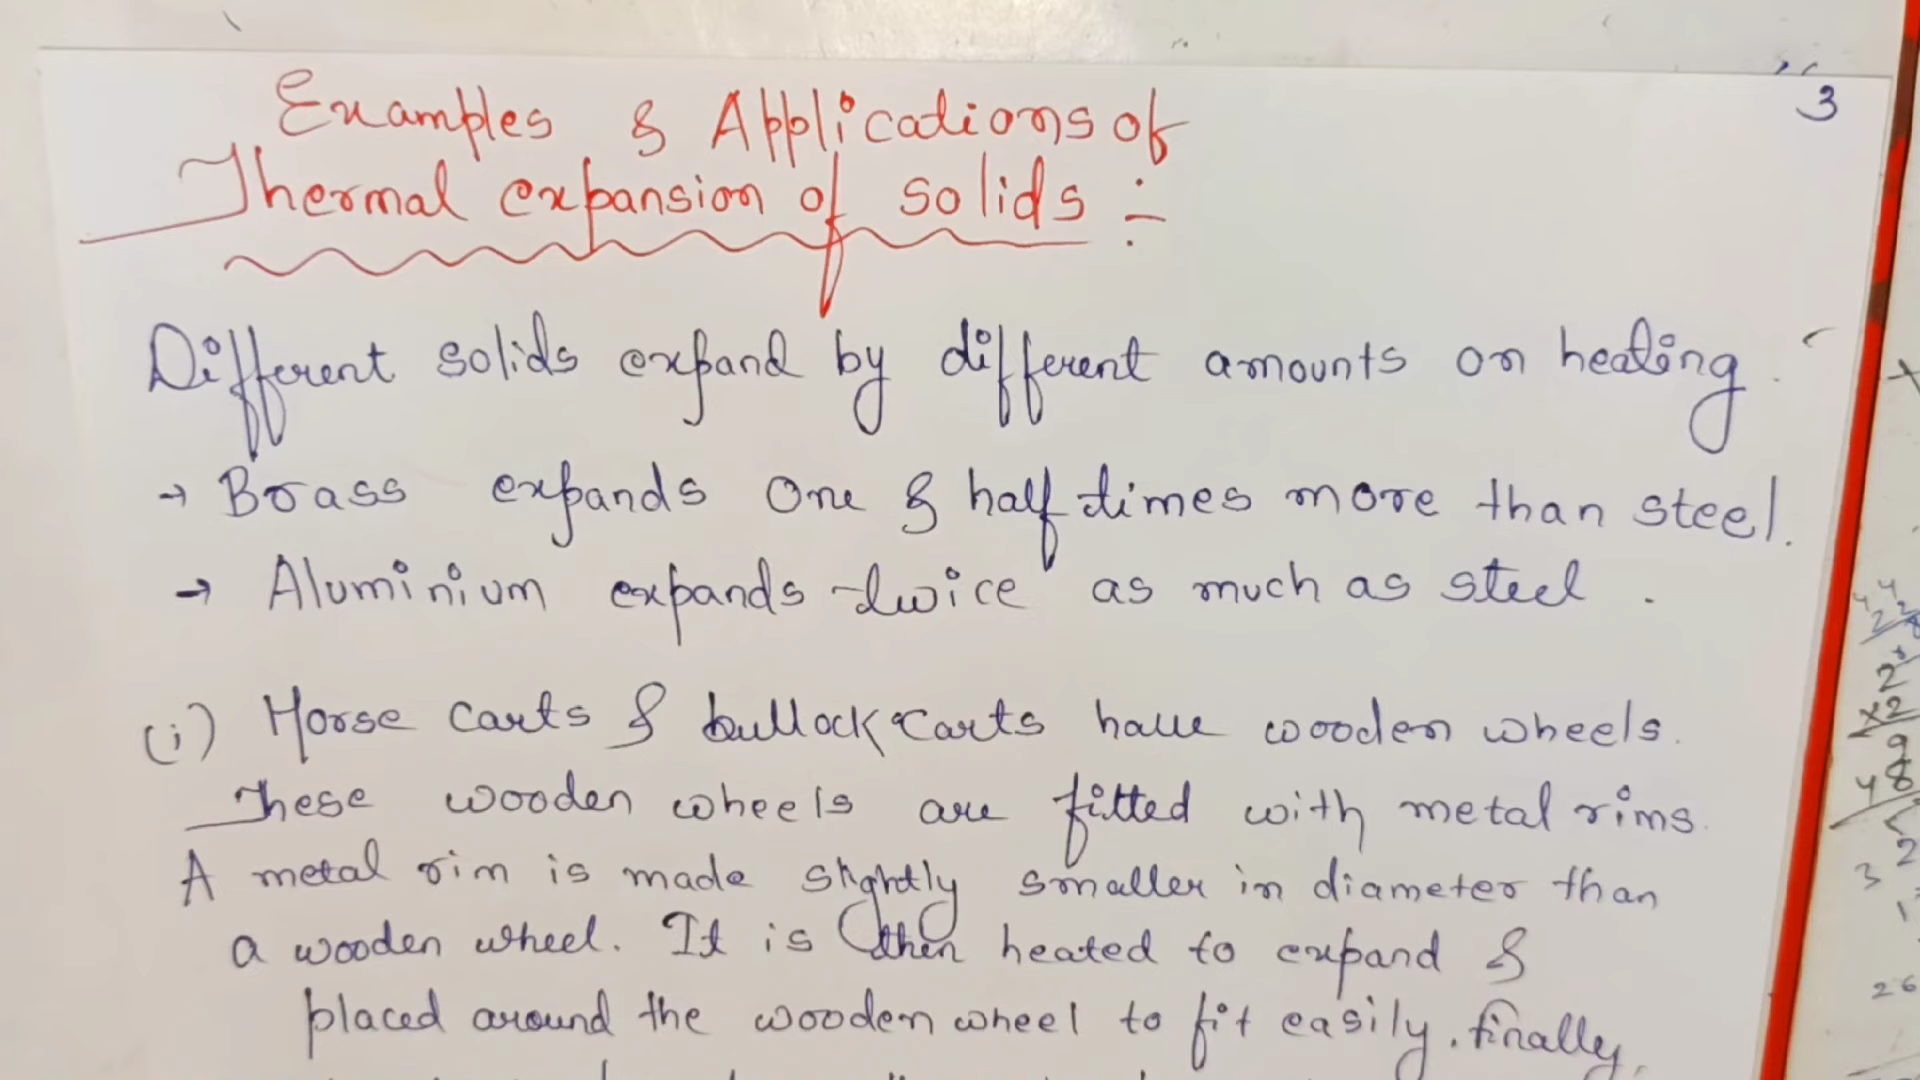 3
Examples & Applications of
Thermal expansion of solids :-
Different solids expand by different amounts on heating.
→ Brass expands one & half times more than steel.
→ Aluminium expands twice as much as steel.
(i) Horse carts & bullock carts have wooden wheels.
These wooden wheels are fitted with metal rims.
A metal rim is made slightly smaller in diameter than
a wooden wheel. It is then heated to expand &
placed around the wooden wheel to fit easily. finally,